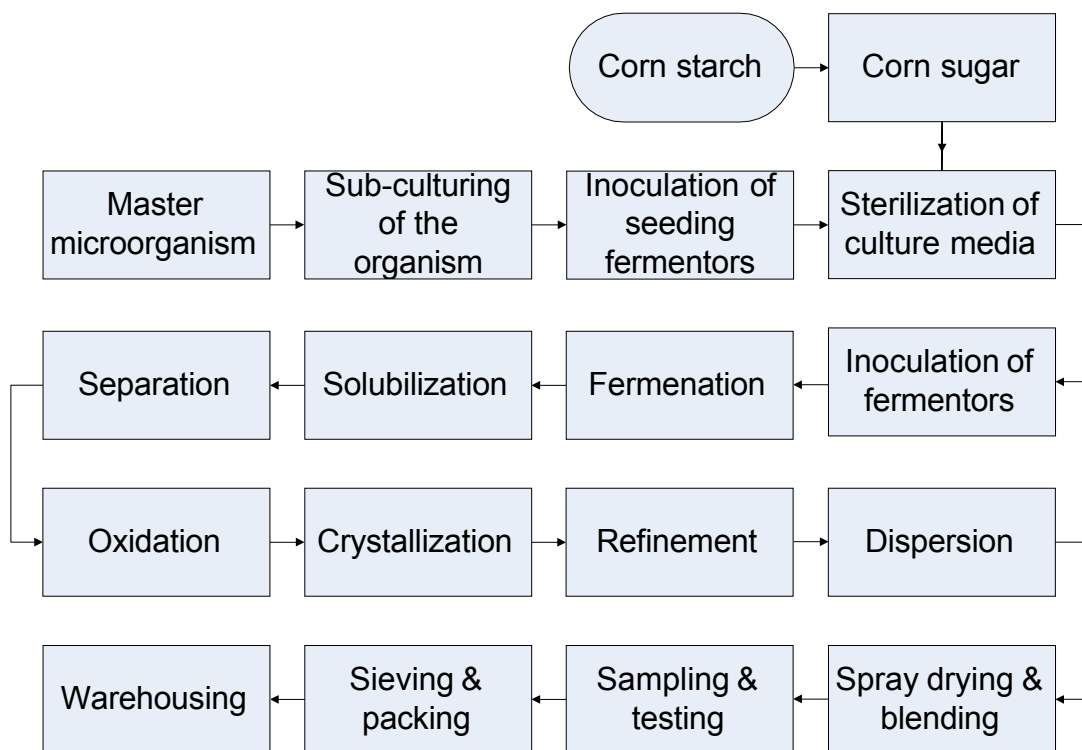 Corn starch
Corn sugar
Master
microorganism
Sub-culturing
of the
organism
Inoculation of
seeding
fermentors
Sterilization of
culture media
Separation
Solubilization
Fermenation
Inoculation of
fermentors
Oxidation
Crystallization
Refinement
Dispersion
Warehousing
Sieving &
packing
Sampling &
testing
Spray drying &
blending